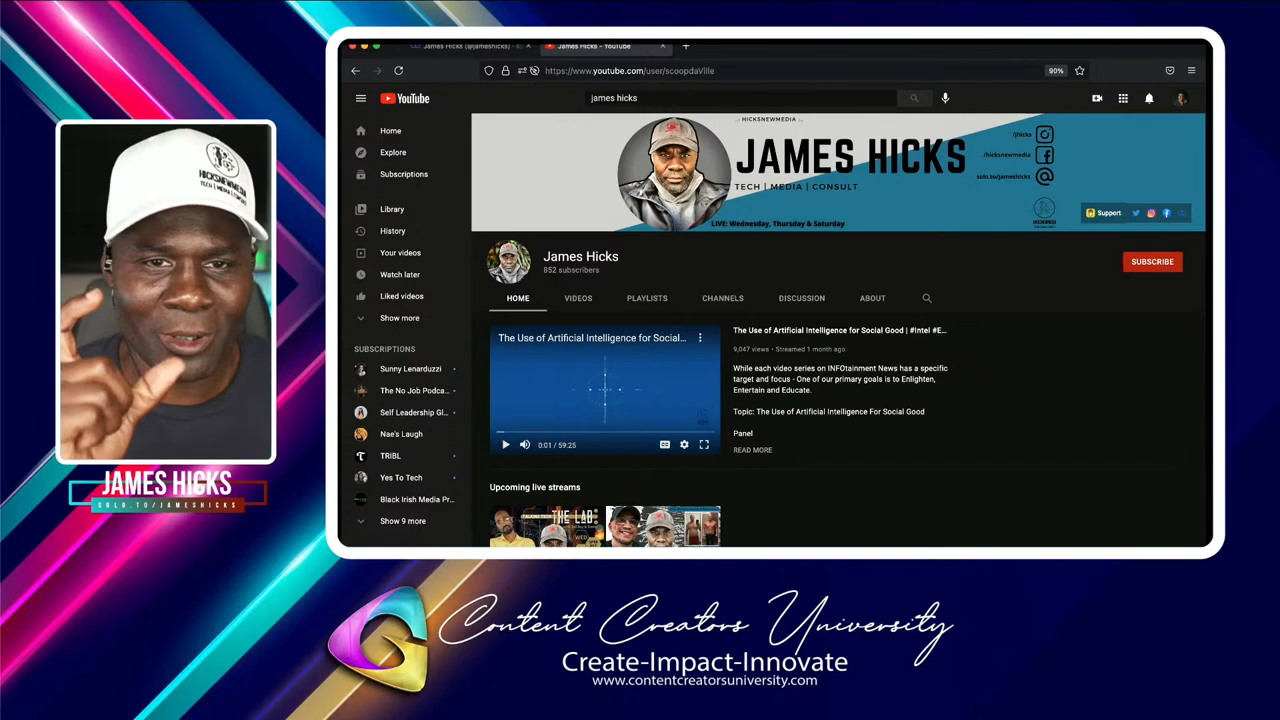 HICKSNEWMEDIA
TECH | MEDIA | CONSULT
JAMES HICKS
SOLO.TO/JAMESHICKS
James Hicks (@jameshicks)
James Hicks - YouTube
https://www.youtube.com/user/scoopdaVille
90%
YouTube
james hicks
Home
Explore
Subscriptions
Library
History
Your videos
Watch later
Liked videos
Show more
SUBSCRIPTIONS
Sunny Lenarduzzi
The No Job Podca...
Self Leadership Gl...
Nae's Laugh
TRIBL
Yes To Tech
Black Irish Media Pr...
Show 9 more
.:. HICKSNEWMEDIA .:.
JAMES HICKS
TECH | MEDIA | CONSULT
LIVE: Wednesday, Thursday & Saturday
/jhicks
/hicksnewmedia
solo.to/jameshicks
Support
James Hicks
852 subscribers
SUBSCRIBE
HOME
VIDEOS
PLAYLISTS
CHANNELS
DISCUSSION
ABOUT
The Use of Artificial Intelligence for Social...
0:01 / 59:25
The Use of Artificial Intelligence for Social Good | #Intel #E...
9,047 views • Streamed 1 month ago
While each video series on INFOtainment News has a specific
target and focus - One of our primary goals is to Enlighten,
Entertain and Educate.
Topic: The Use of Artificial Intelligence For Social Good
Panel
READ MORE
Upcoming live streams
THE LAB
WED
Content Creators University
Create-Impact-Innovate
www.contentcreatorsuniversity.com